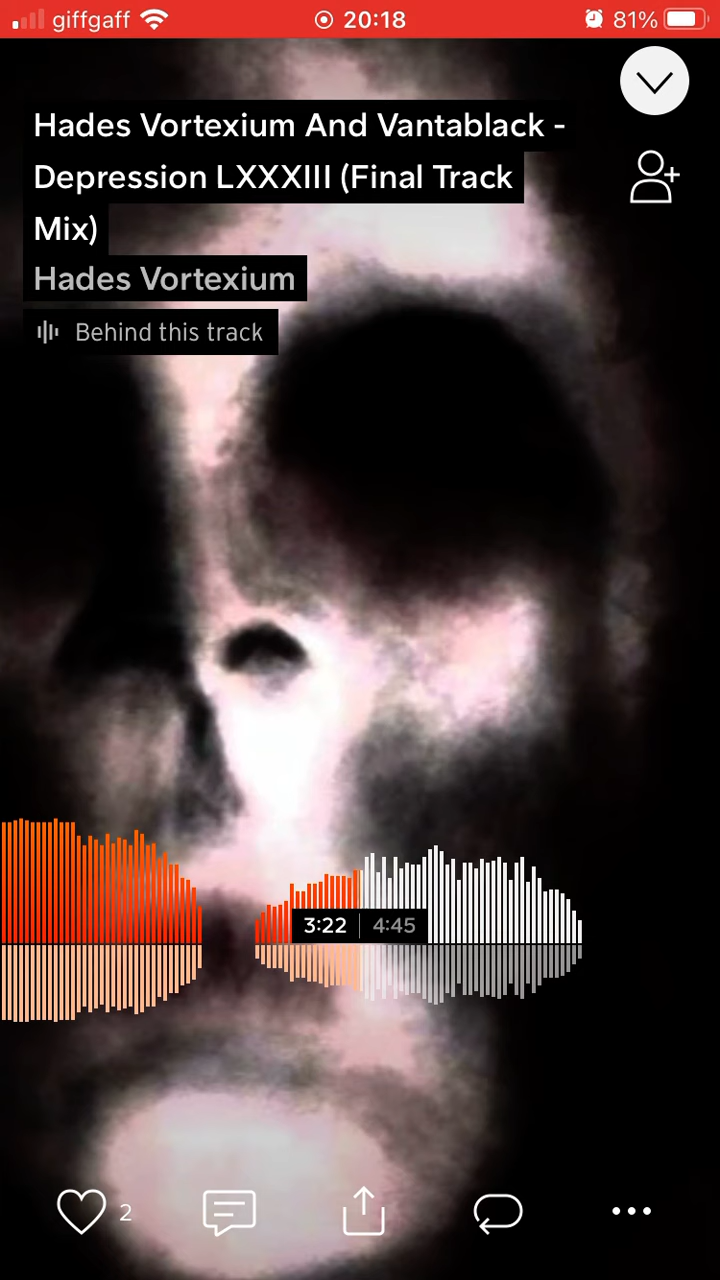 giffgaff 20:18 81%
Hades Vortexium And Vantablack -
Depression LXXXIII (Final Track
Mix)
Hades Vortexium
Behind this track
3:22 4:45
2